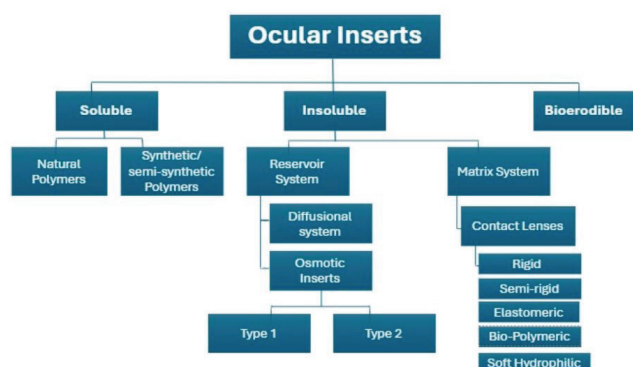 Ocular Inserts
Soluble
Insoluble
Bioerodible
Natural
Polymers
Synthetic/
semi-synthetic
Polymers
Reservoir
System
Matrix System
Diffusional
system
Contact Lenses
Osmotic
Inserts
Rigid
Semi-rigid
Elastomeric
Bio-Polymeric
Soft Hydrophilic
Type 1
Type 2